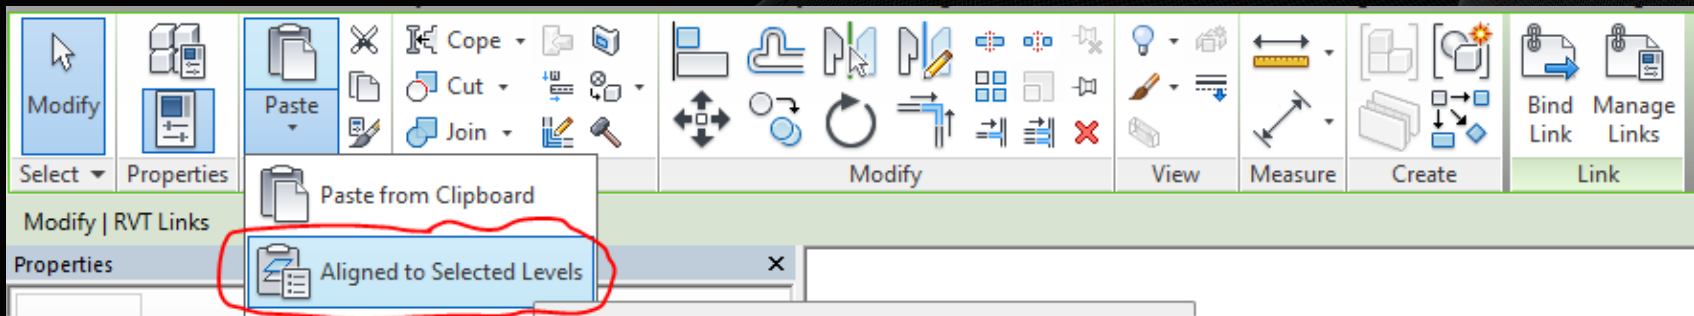 Modify
Paste
Cope
Cut
Join
Bind Link
Manage Links
Select
Properties
Modify
View
Measure
Create
Link
Paste from Clipboard
Modify | RVT Links
Properties
Aligned to Selected Levels